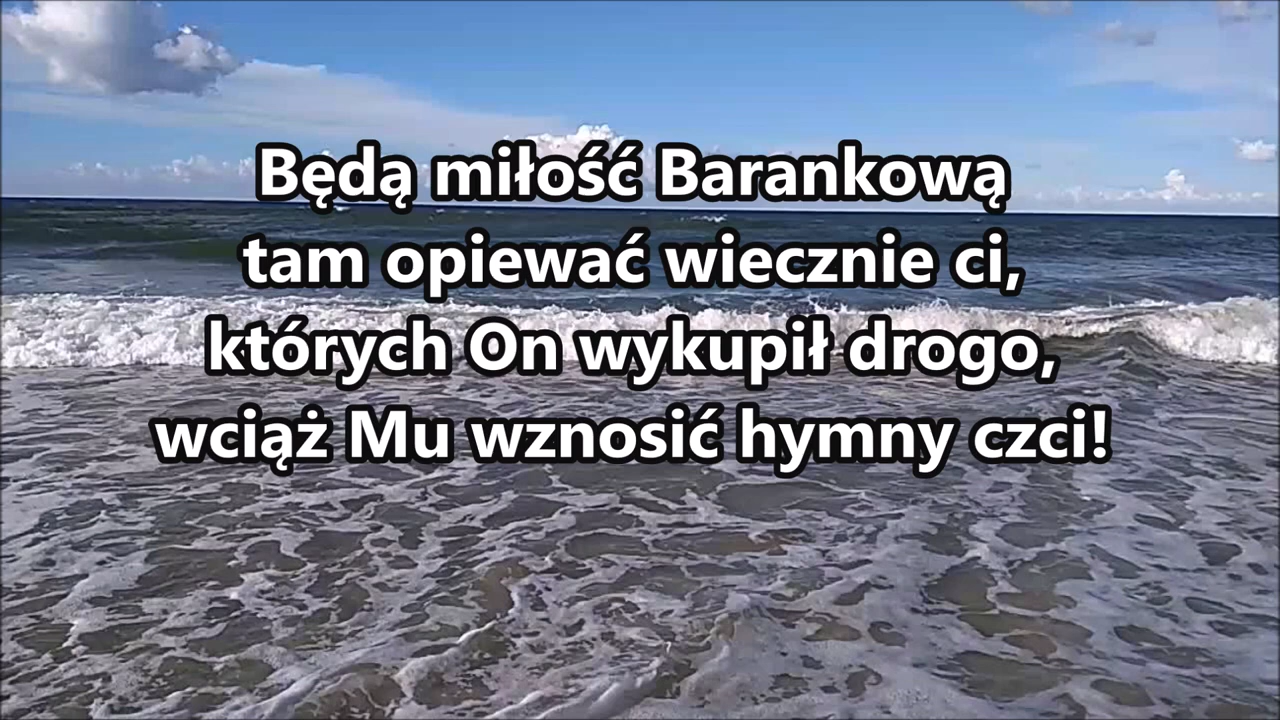 Będą miłość Barankową
tam opiewać wiecznie ci,
których On wykupił drogo,
wciąż Mu wznosić hymny czci!